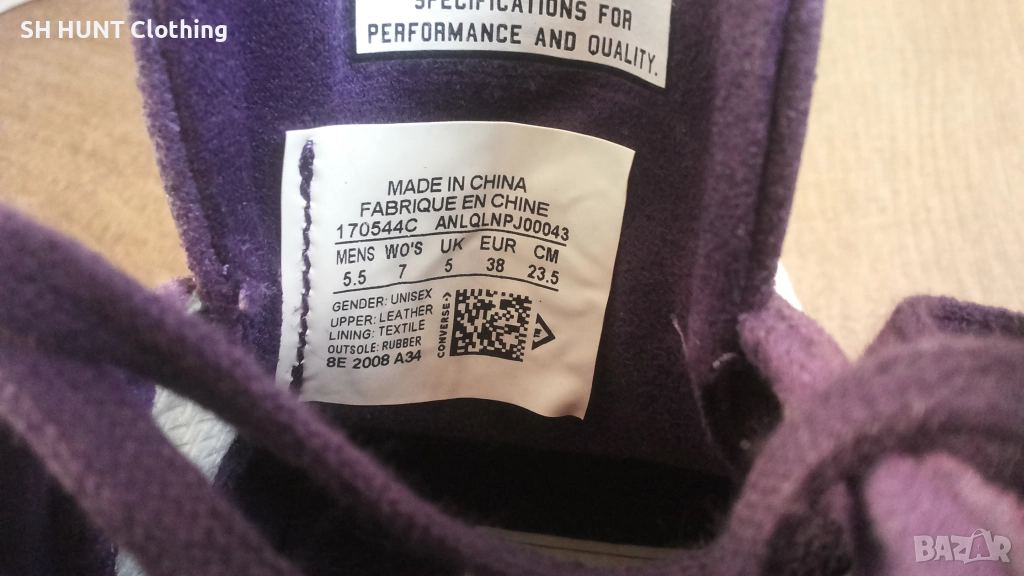 SH HUNT Clothing
SPECIFICATIONS FOR
PERFORMANCE AND QUALITY.
MADE IN CHINA
FABRIQUE EN CHINE
170544C ANLQLNPJ00043
MENS WO'S UK EUR CM
5.5 7 5 38 23.5
GENDER: UNISEX
UPPER: LEATHER
LINING: TEXTILE
OUTSOLE: RUBBER
8E 2008 A34
CONVERSE
BAZAR